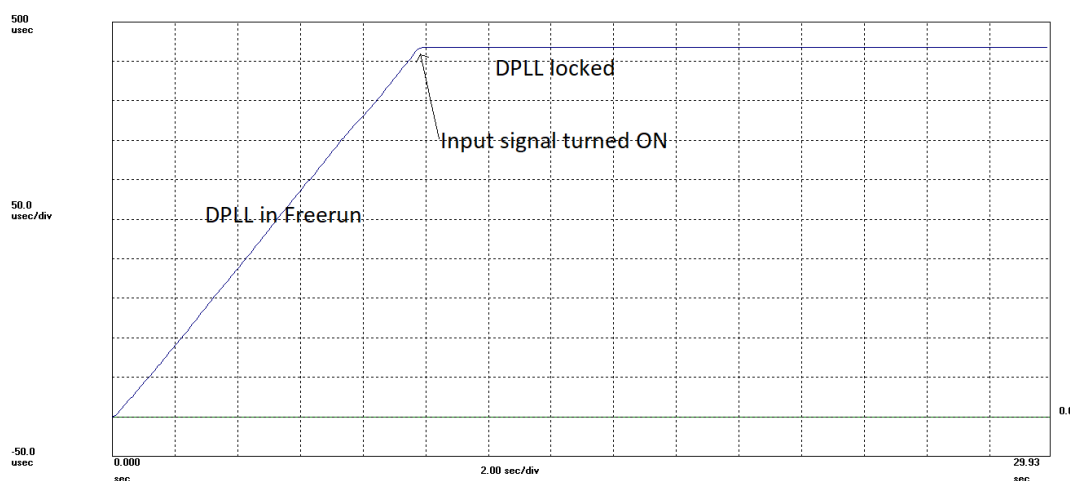 500
usec
DPLL locked
Input signal turned ON
50.0
usec/div
DPLL in Freerun
-50.0
usec
0.000
sec
2.00 sec/div
29.93
sec